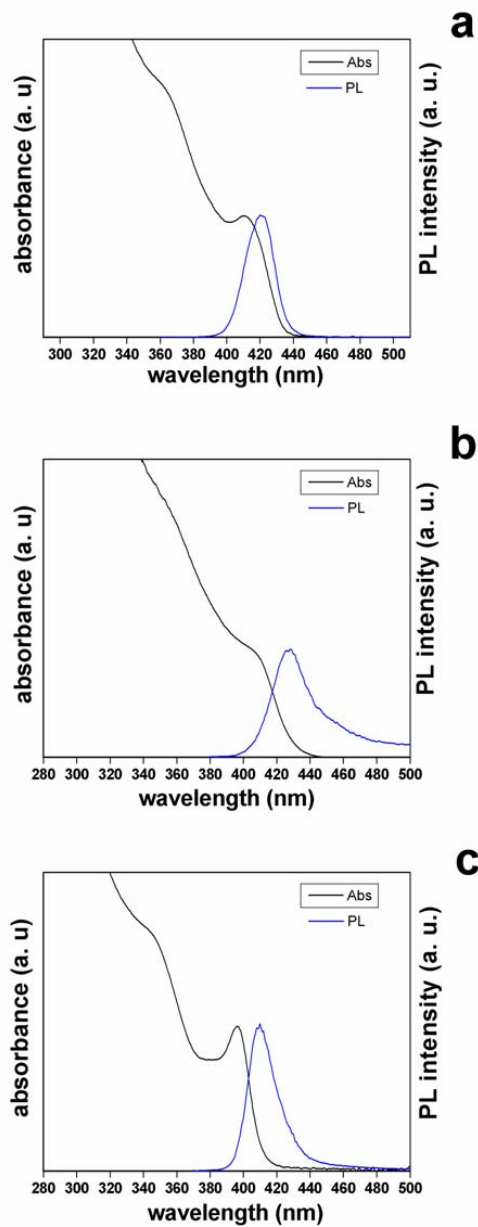 a
Abs
PL
absorbance (a. u)
PL intensity (a. u.)
300 320 340 360 380 400 420 440 460 480 500
wavelength (nm)
b
Abs
PL
absorbance (a. u)
PL intensity (a. u.)
280 300 320 340 360 380 400 420 440 460 480 500
wavelength (nm)
c
Abs
PL
absorbance (a. u)
PL intensity (a. u.)
280 300 320 340 360 380 400 420 440 460 480 500
wavelength (nm)